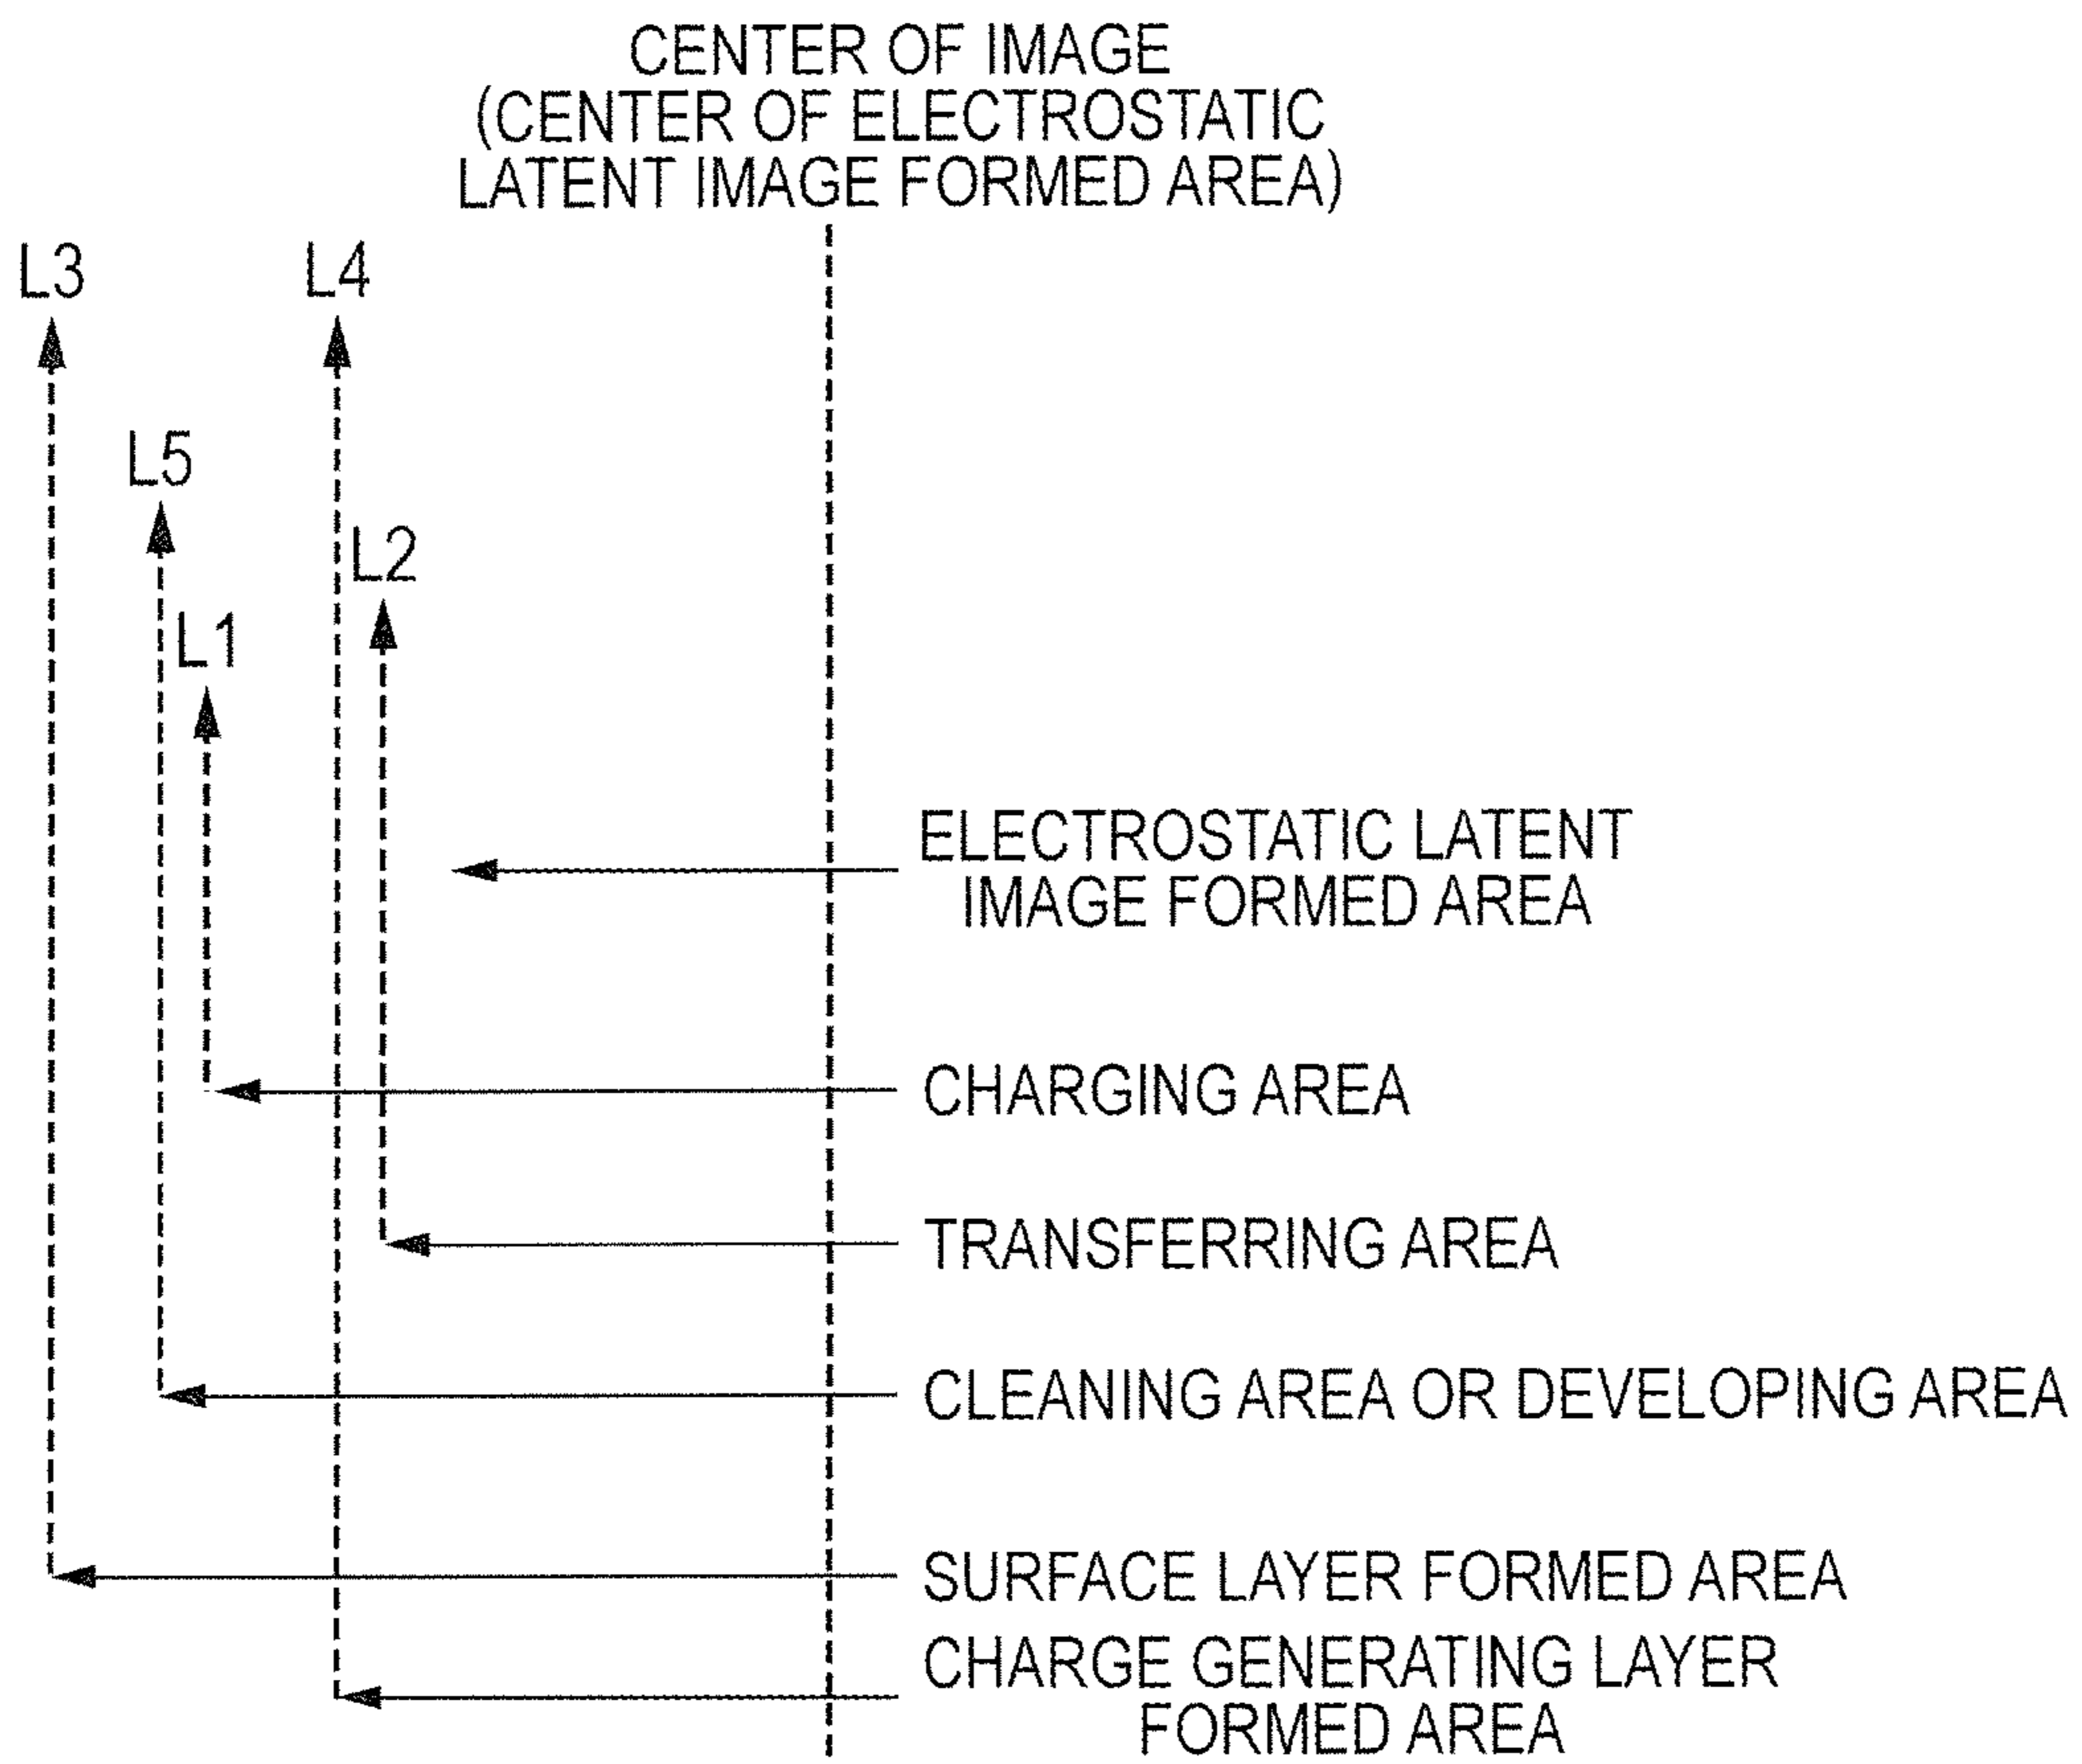 CENTER OF IMAGE
(CENTER OF ELECTROSTATIC
LATENT IMAGE FORMED AREA)
L3
L4
L5
L2
L1
ELECTROSTATIC LATENT
IMAGE FORMED AREA
CHARGING AREA
TRANSFERRING AREA
CLEANING AREA OR DEVELOPING AREA
SURFACE LAYER FORMED AREA
CHARGE GENERATING LAYER
FORMED AREA